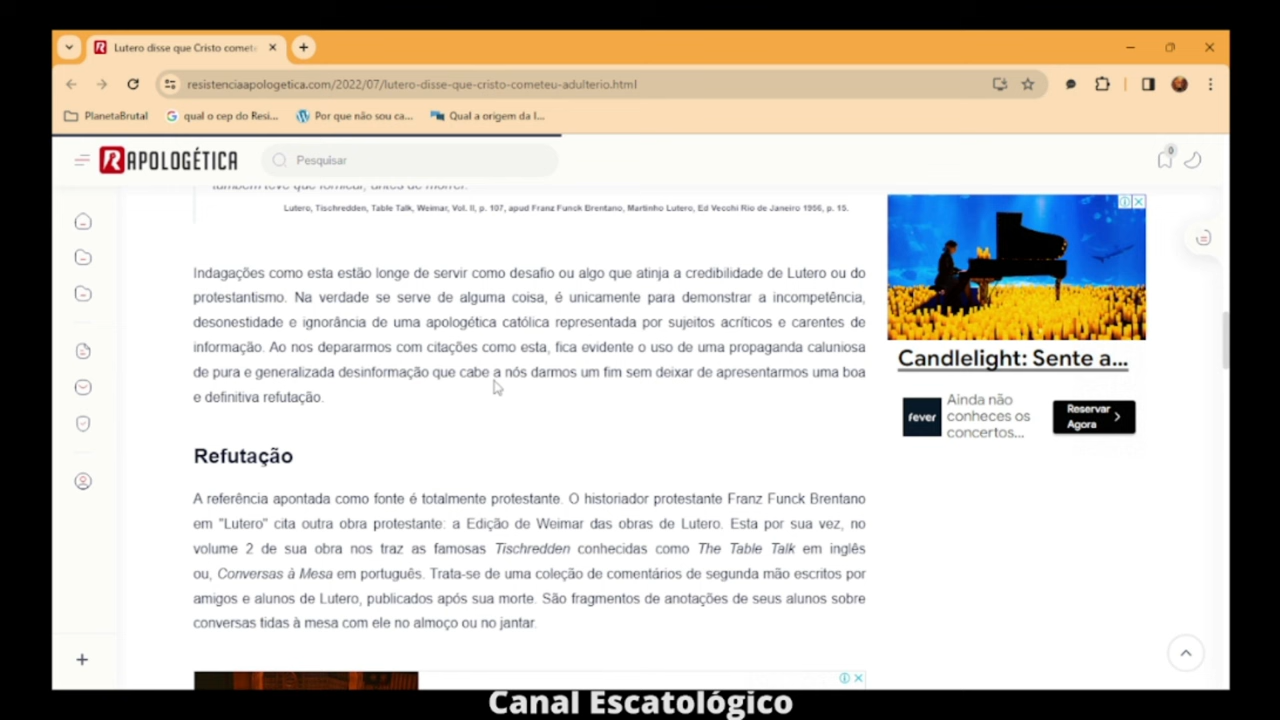 Lutero disse que Cristo comet
resistenciaapologetica.com/2022/07/lutero-disse-que-cristo-cometeu-adulterio.html
PlanetaBrutal
qual o cep do Resi...
Por que não sou ca...
Qual a origem da I...
APOLOGÉTICA
Pesquisar
0
também teve que fornicar, antes de morrer.
Lutero, Tischredden, Table Talk, Weimar, Vol. II, p. 107, apud Franz Funck Brentano, Martinho Lutero, Ed Vecchi Rio de Janeiro 1956, p. 15.
Indagações como esta estão longe de servir como desafio ou algo que atinja a credibilidade de Lutero ou do
protestantismo. Na verdade se serve de alguma coisa, é unicamente para demonstrar a incompetência,
desonestidade e ignorância de uma apologética católica representada por sujeitos acríticos e carentes de
informação. Ao nos depararmos com citações como esta, fica evidente o uso de uma propaganda caluniosa
de pura e generalizada desinformação que cabe a nós darmos um fim sem deixar de apresentarmos uma boa
e definitiva refutação.
Refutação
A referência apontada como fonte é totalmente protestante. O historiador protestante Franz Funck Brentano
em "Lutero" cita outra obra protestante: a Edição de Weimar das obras de Lutero. Esta por sua vez, no
volume 2 de sua obra nos traz as famosas Tischredden conhecidas como The Table Talk em inglês
ou, Conversas à Mesa em português. Trata-se de uma coleção de comentários de segunda mão escritos por
amigos e alunos de Lutero, publicados após sua morte. São fragmentos de anotações de seus alunos sobre
conversas tidas à mesa com ele no almoço ou no jantar.
Candlelight: Sente a...
fever
Ainda não
conheces os
concertos...
Reservar
Agora
Canal Escatológico